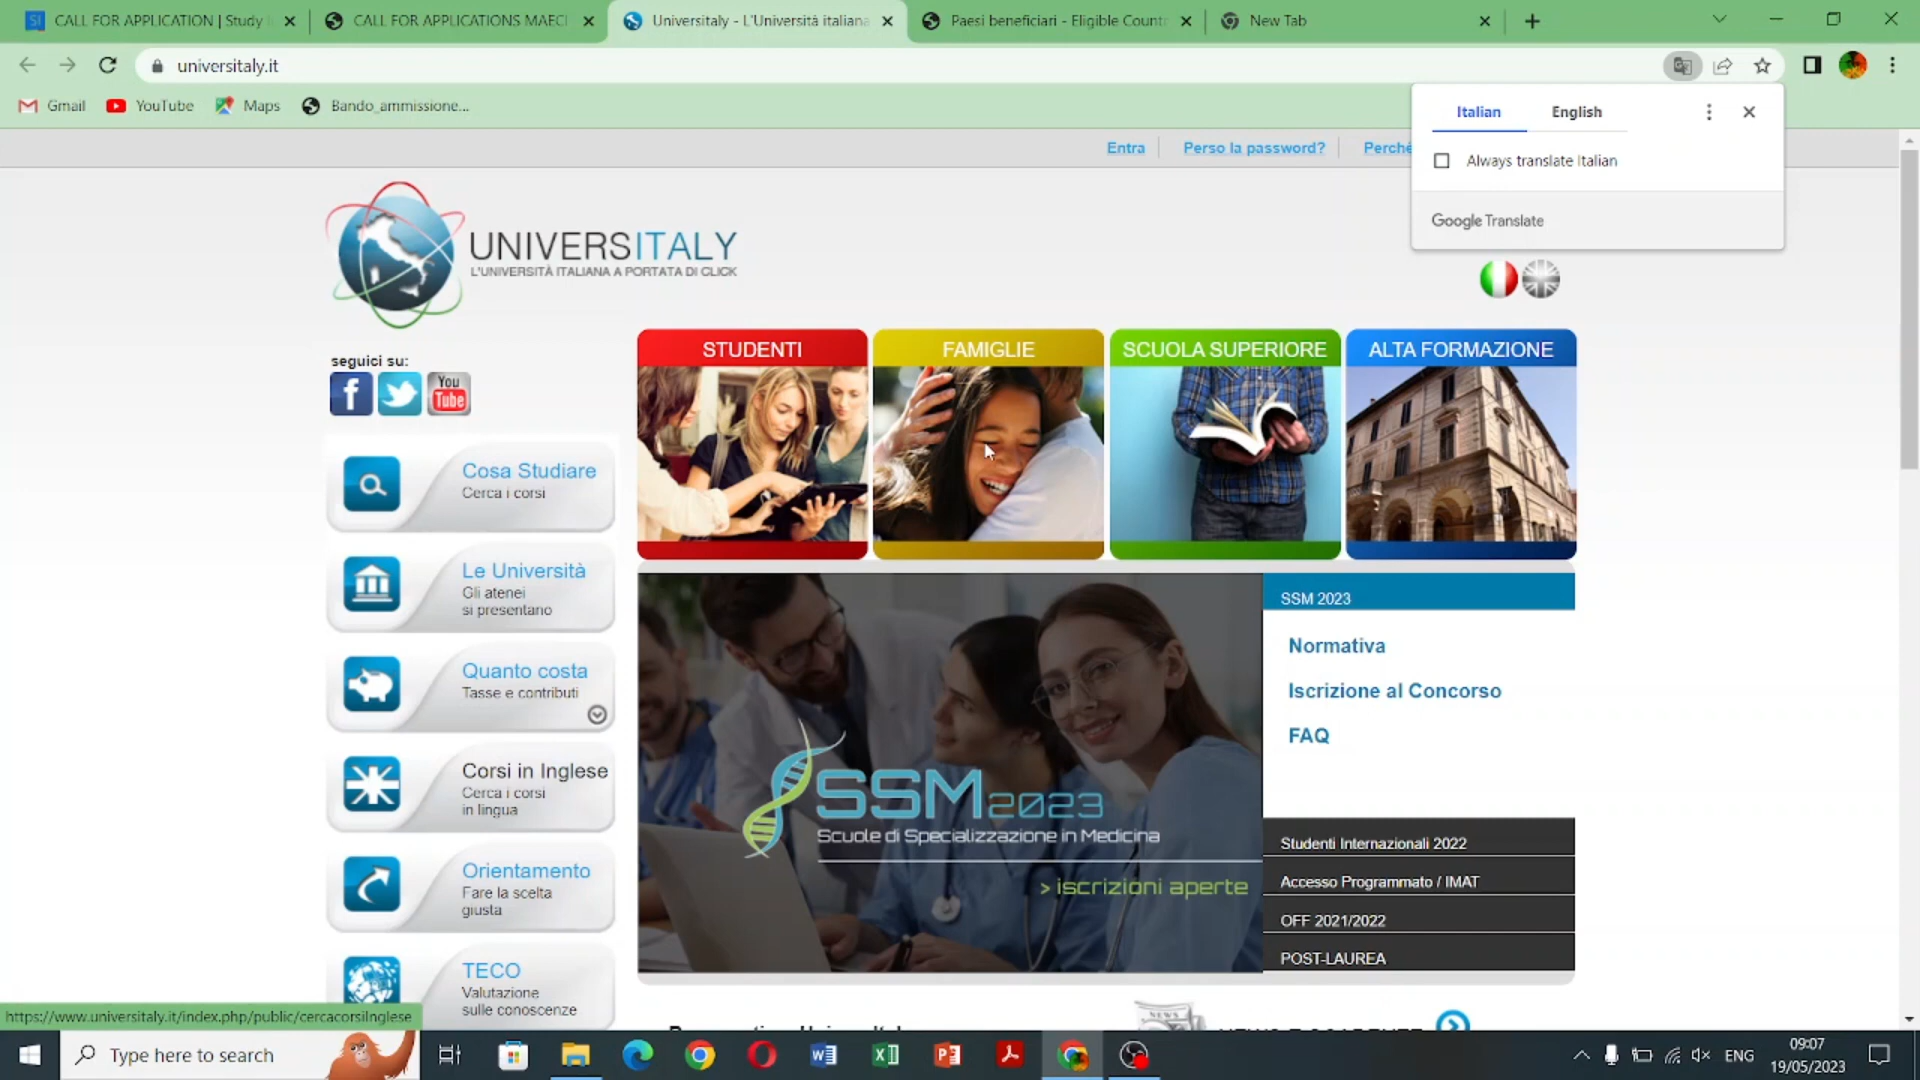 CALL FOR APPLICATION | Study
CALL FOR APPLICATIONS MAECI
Universitaly - L'Università italiana
Paesi beneficiari - Eligible Countr
New Tab
universitaly.it
Gmail
YouTube
Maps
Bando_ammissione...
Italian
English
Always translate Italian
Google Translate
Entra
Perso la password?
Perché
UNIVERSITALY
L'UNIVERSITÀ ITALIANA A PORTATA DI CLICK
seguici su:
You
Tube
STUDENTI
FAMIGLIE
SCUOLA SUPERIORE
ALTA FORMAZIONE
Cosa Studiare
Cerca i corsi
Le Università
Gli atenei
si presentano
Quanto costa
Tasse e contributi
Corsi in Inglese
Cerca i corsi
in lingua
Orientamento
Fare la scelta
giusta
TECO
Valutazione
sulle conoscenze
SSM2023
Scuole di Specializzazione in Medicina
> iscrizioni aperte
SSM 2023
Normativa
Iscrizione al Concorso
FAQ
Studenti Internazionali 2022
Accesso Programmato / IMAT
OFF 2021/2022
POST-LAUREA
NEWS
https://www.universitaly.it/index.php/public/cercacorsiInglese
Type here to search
ENG
09:07
19/05/2023